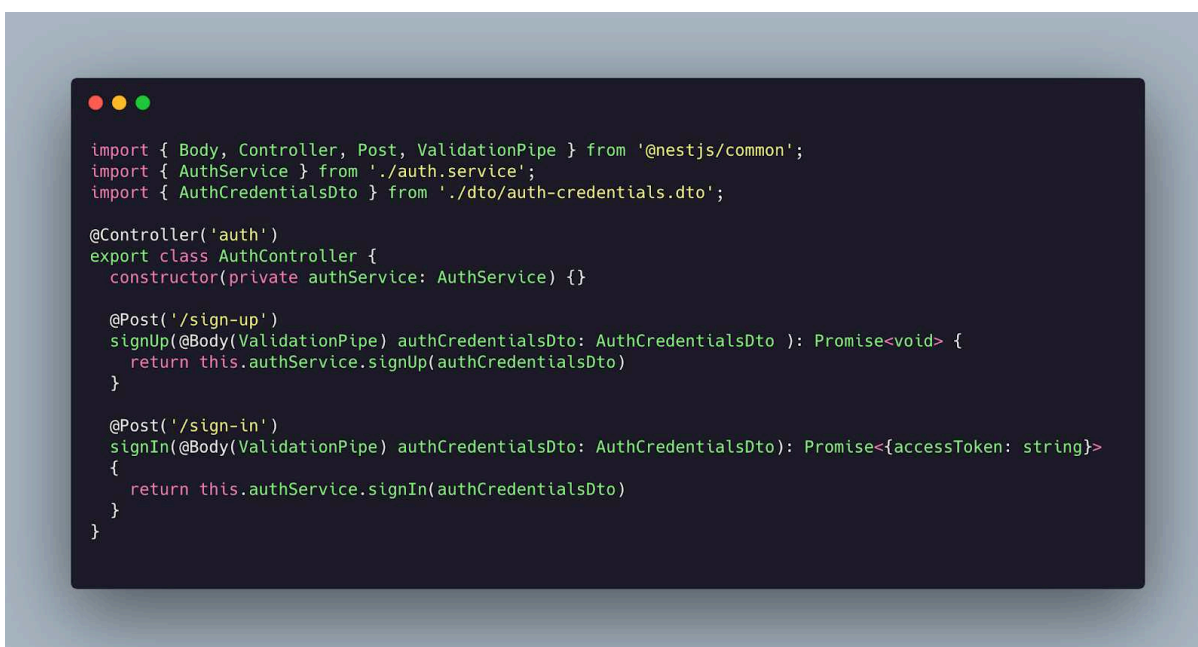 import { Body, Controller, Post, ValidationPipe } from '@nestjs/common';
import { AuthService } from './auth.service';
import { AuthCredentialsDto } from './dto/auth-credentials.dto';
@Controller('auth')
export class AuthController {
constructor(private authService: AuthService) {}
@Post('/sign-up')
signUp(@Body(ValidationPipe) authCredentialsDto: AuthCredentialsDto ): Promise<void> {
return this.authService.signUp(authCredentialsDto)
}
@Post('/sign-in')
signIn(@Body(ValidationPipe) authCredentialsDto: AuthCredentialsDto): Promise<{accessToken: string}>
{
return this.authService.signIn(authCredentialsDto)
}
}